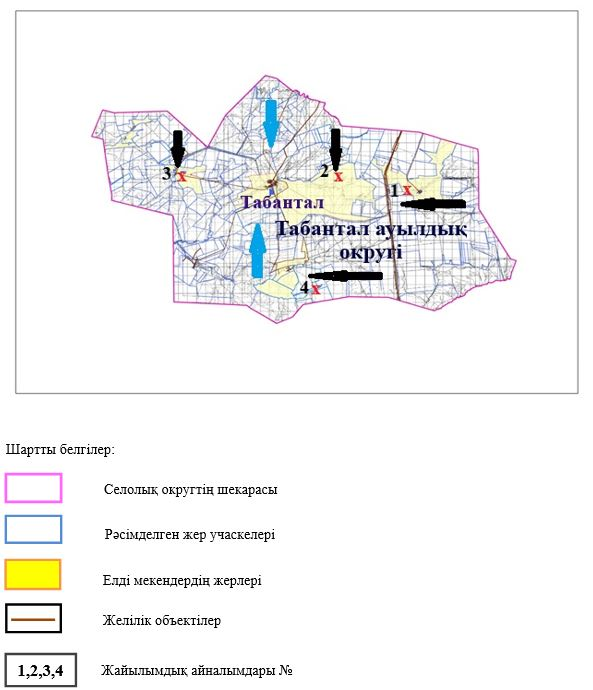 3 х
2 х
1 х
Табантал
Табантал ауылдық
округі
4 х
Шартты белгілер:
Селолық округтің шекарасы
Рәсімделген жер учаскелері
Елді мекендердің жерлері
Желілік объектілер
1,2,3,4 Жайылымдық айналымдары №